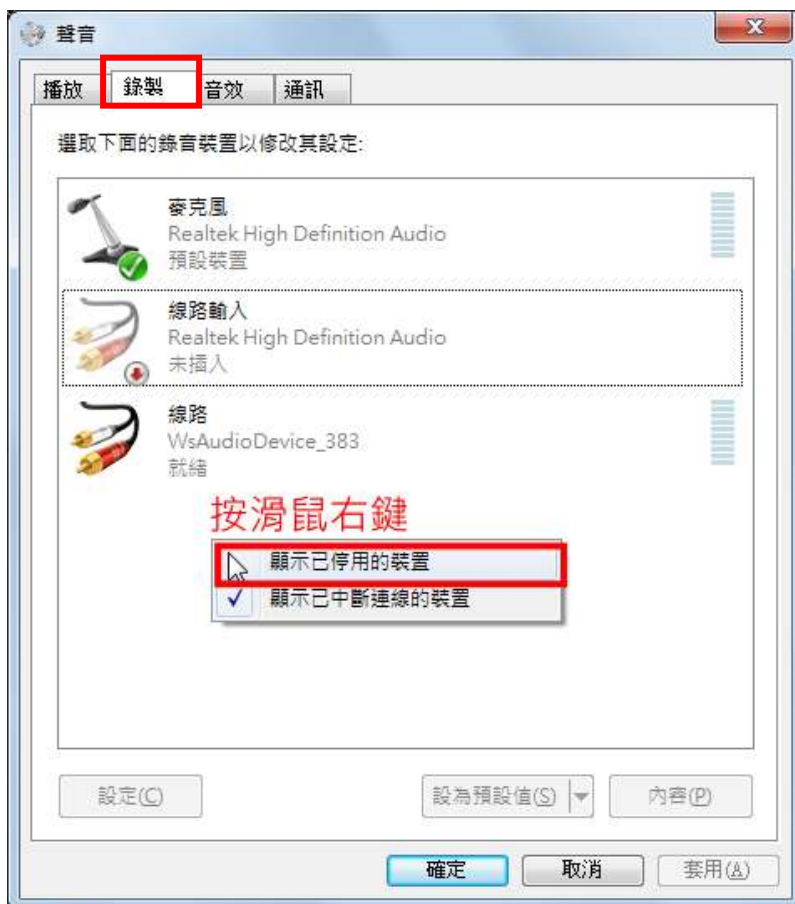 聲音
播放 錄製 音效 通訊
選取下面的錄音裝置以修改其設定:
麥克風
Realtek High Definition Audio
預設裝置
線路輸入
Realtek High Definition Audio
未插入
線路
WsAudioDevice_383
就緒
按滑鼠右鍵
顯示已停用的裝置
顯示已中斷連線的裝置
設定(C) 設為預設值(S) 內容(P)
確定 取消 套用(A)